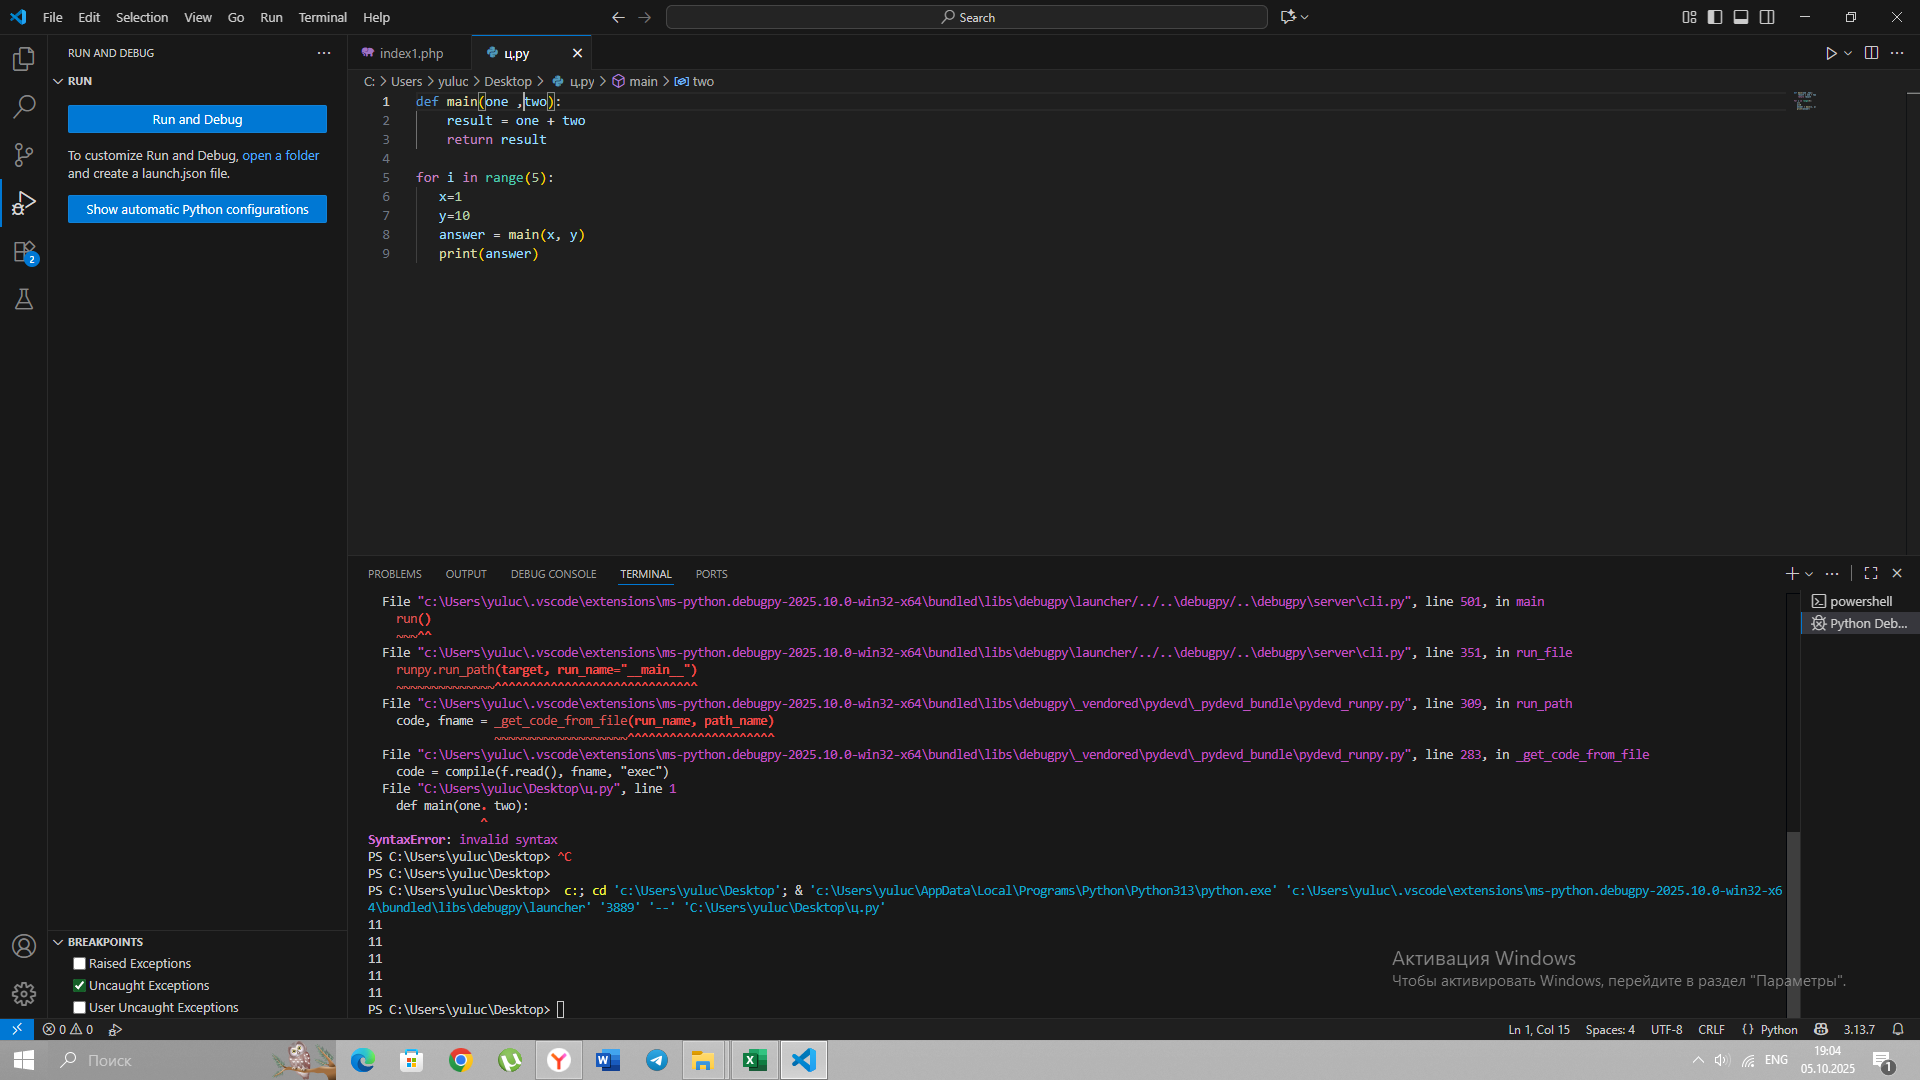 File Edit Selection View Go Run Terminal Help
Search
RUN AND DEBUG
RUN
Run and Debug
To customize Run and Debug, open a folder
and create a launch.json file.
Show automatic Python configurations
2
index1.php
ц.py
C: > Users > yuluc > Desktop > ц.py > main > two
1 def main(one ,two):
2 result = one + two
3 return result
4
5 for i in range(5):
6 x=1
7 y=10
8 answer = main(x, y)
9 print(answer)
PROBLEMS OUTPUT DEBUG CONSOLE TERMINAL PORTS
powershell
Python Deb...
File "c:\Users\yuluc\.vscode\extensions\ms-python.debugpy-2025.10.0-win32-x64\bundled\libs\debugpy\launcher/../..\debugpy/..\debugpy\server\cli.py", line 501, in main
run()
~~~^^
File "c:\Users\yuluc\.vscode\extensions\ms-python.debugpy-2025.10.0-win32-x64\bundled\libs\debugpy\launcher/../..\debugpy/..\debugpy\server\cli.py", line 351, in run_file
runpy.run_path(target, run_name="__main__")
~~~~~~~~~~~~~~^^^^^^^^^^^^^^^^^^^^^^^^^^^^^
File "c:\Users\yuluc\.vscode\extensions\ms-python.debugpy-2025.10.0-win32-x64\bundled\libs\debugpy\_vendored\pydevd\_pydevd_bundle\pydevd_runpy.py", line 309, in run_path
code, fname = _get_code_from_file(run_name, path_name)
~~~~~~~~~~~~~~~~~~~^^^^^^^^^^^^^^^^^^^^^
File "c:\Users\yuluc\.vscode\extensions\ms-python.debugpy-2025.10.0-win32-x64\bundled\libs\debugpy\_vendored\pydevd\_pydevd_bundle\pydevd_runpy.py", line 283, in _get_code_from_file
code = compile(f.read(), fname, "exec")
File "C:\Users\yuluc\Desktop\ц.py", line 1
def main(one. two):
^
SyntaxError: invalid syntax
PS C:\Users\yuluc\Desktop> ^C
PS C:\Users\yuluc\Desktop>
PS C:\Users\yuluc\Desktop> c:; cd 'c:\Users\yuluc\Desktop'; & 'c:\Users\yuluc\AppData\Local\Programs\Python\Python313\python.exe' 'c:\Users\yuluc\.vscode\extensions\ms-python.debugpy-2025.10.0-win32-x6
4\bundled\libs\debugpy\launcher' '3889' '--' 'C:\Users\yuluc\Desktop\ц.py'
11
11
11
11
11
PS C:\Users\yuluc\Desktop>
BREAKPOINTS
Raised Exceptions
Uncaught Exceptions
User Uncaught Exceptions
Активация Windows
Чтобы активировать Windows, перейдите в раздел "Параметры".
0 0
Ln 1, Col 15 Spaces: 4 UTF-8 CRLF {} Python 3.13.7
Поиск
ENG
19:04
05.10.2025
1